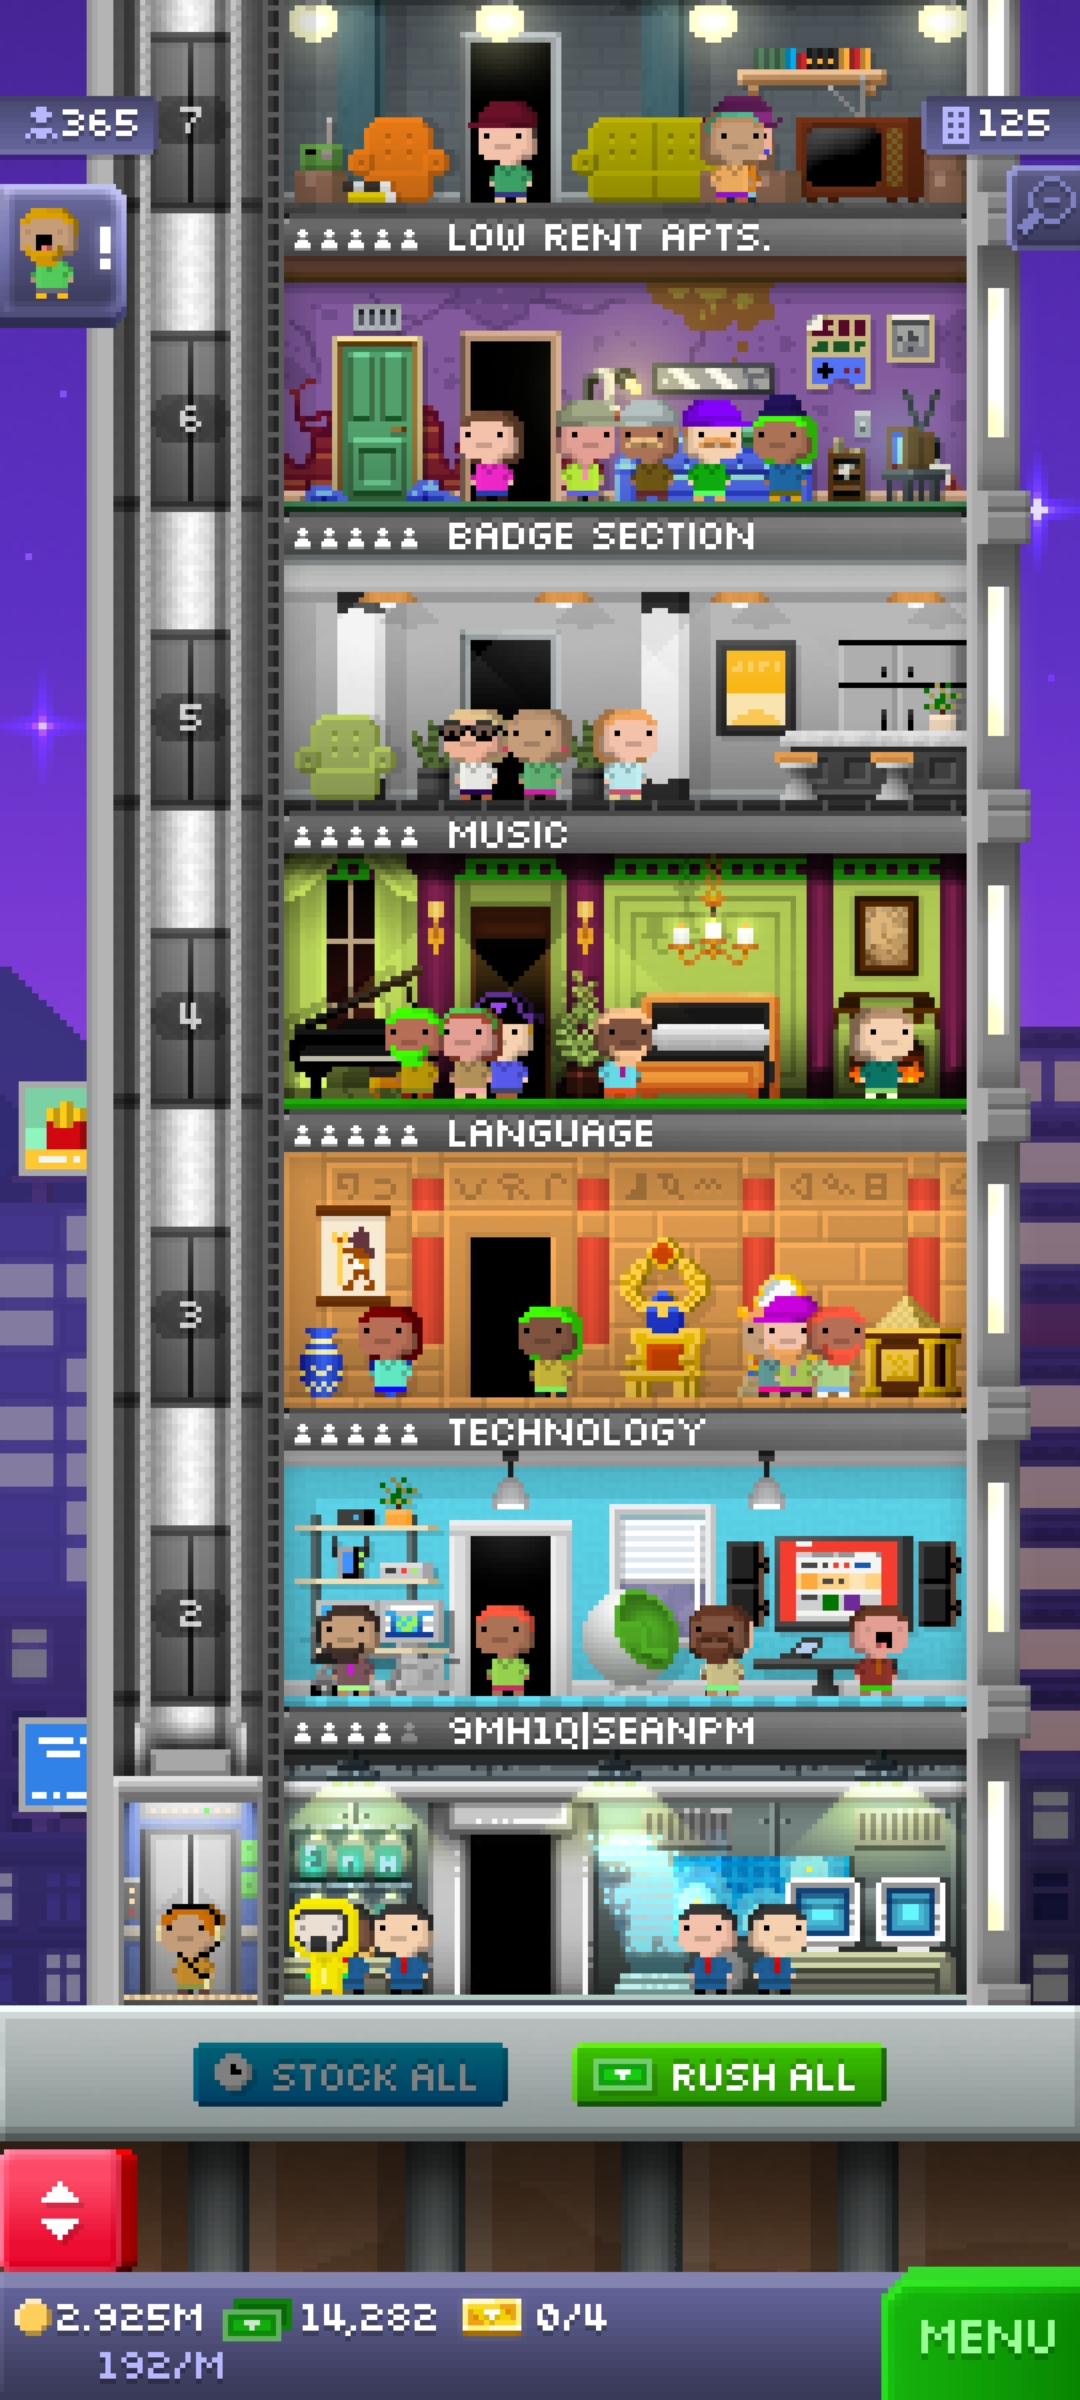 365
7
125
!
LOW RENT APTS.
6
BADGE SECTION
5
MUSIC
4
LANGUAGE
3
TECHNOLOGY
2
9MH1Q|SEANPM
STOCK ALL
RUSH ALL
2.925M 14,282 0/4
192/M
MENU